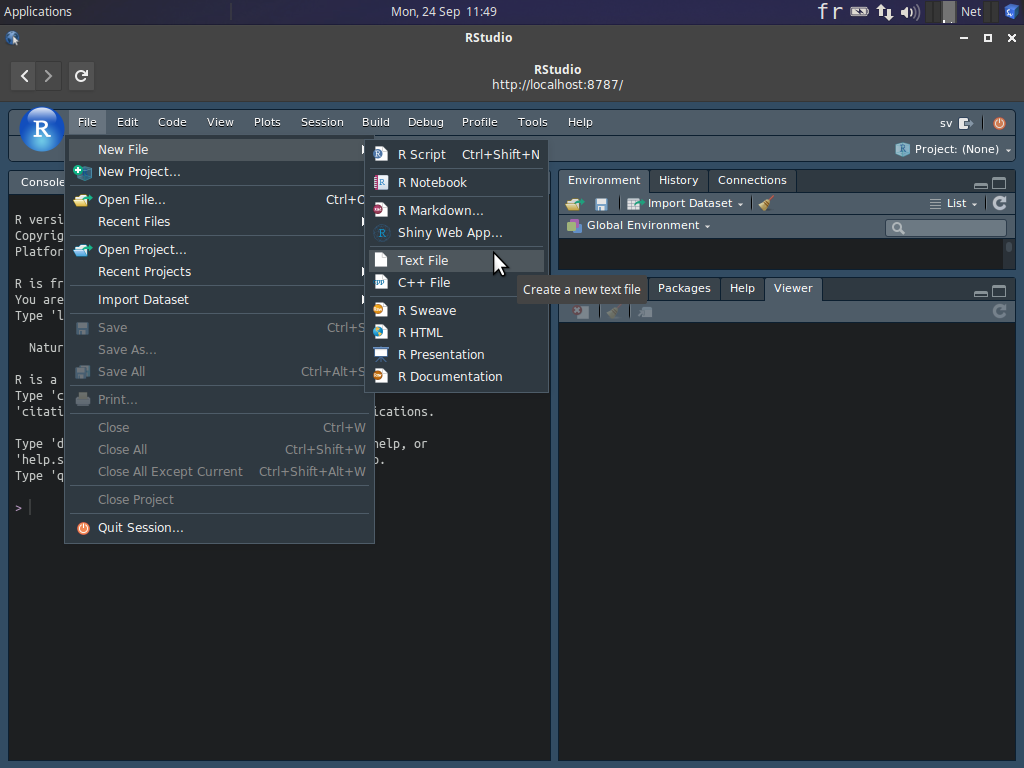 Applications
Mon, 24 Sep 11:49
fr
Net
RStudio
RStudio
http://localhost:8787/
R
File Edit Code View Plots Session Build Debug Profile Tools Help
sv
Project: (None)
New File
New Project...
Open File... Ctrl+O
Recent Files
Open Project...
Recent Projects
Import Dataset
Save Ctrl+S
Save As...
Save All Ctrl+Alt+S
Print...
Close Ctrl+W
Close All Ctrl+Shift+W
Close All Except Current Ctrl+Shift+Alt+W
Close Project
Quit Session...
R Script Ctrl+Shift+N
R Notebook
R Markdown...
Shiny Web App...
Text File
C++ File
R Sweave
R HTML
R Presentation
R Documentation
Create a new text file
Console
R versi
Copyrig
Platfor
R is fr
You are
Type 'l
Natur
R is a
Type 'c
'citati ications.
Type 'd help, or
'help.s
Type 'q
>
Environment History Connections
Import Dataset List
Global Environment
Packages Help Viewer